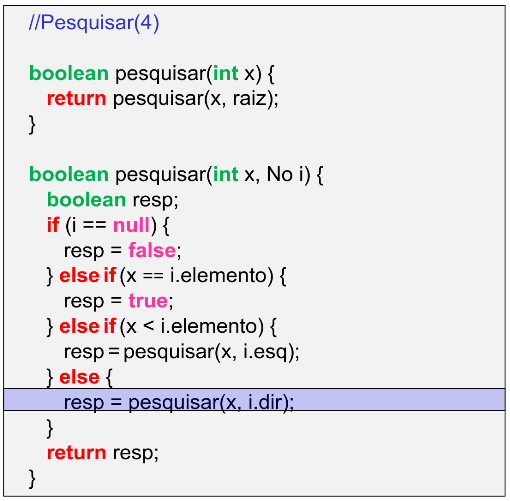 //Pesquisar(4)
boolean pesquisar(int x) {
return pesquisar(x, raiz);
}
boolean pesquisar(int x, No i) {
boolean resp;
if (i == null) {
resp = false;
} else if (x == i.elemento) {
resp = true;
} else if (x < i.elemento) {
resp = pesquisar(x, i.esq);
} else {
resp = pesquisar(x, i.dir);
}
return resp;
}